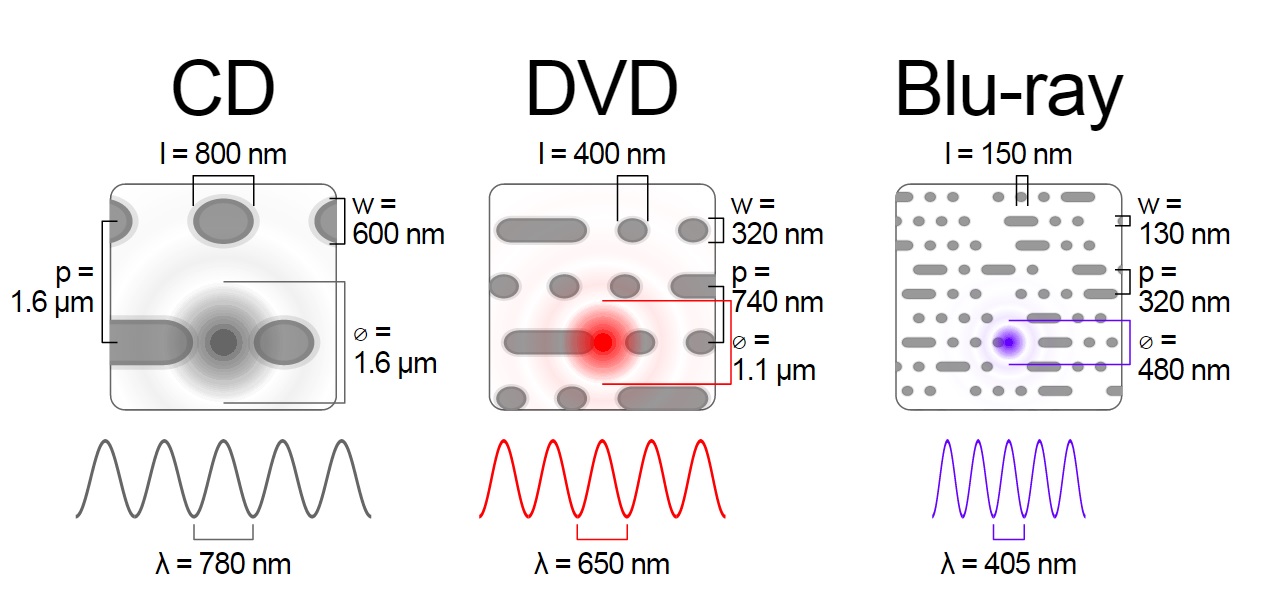 CD
l = 800 nm
w =
600 nm
p =
1.6 µm
⌀ =
1.6 µm
λ = 780 nm
DVD
l = 400 nm
w =
320 nm
p =
740 nm
⌀ =
1.1 µm
λ = 650 nm
Blu-ray
l = 150 nm
w =
130 nm
p =
320 nm
⌀ =
480 nm
λ = 405 nm